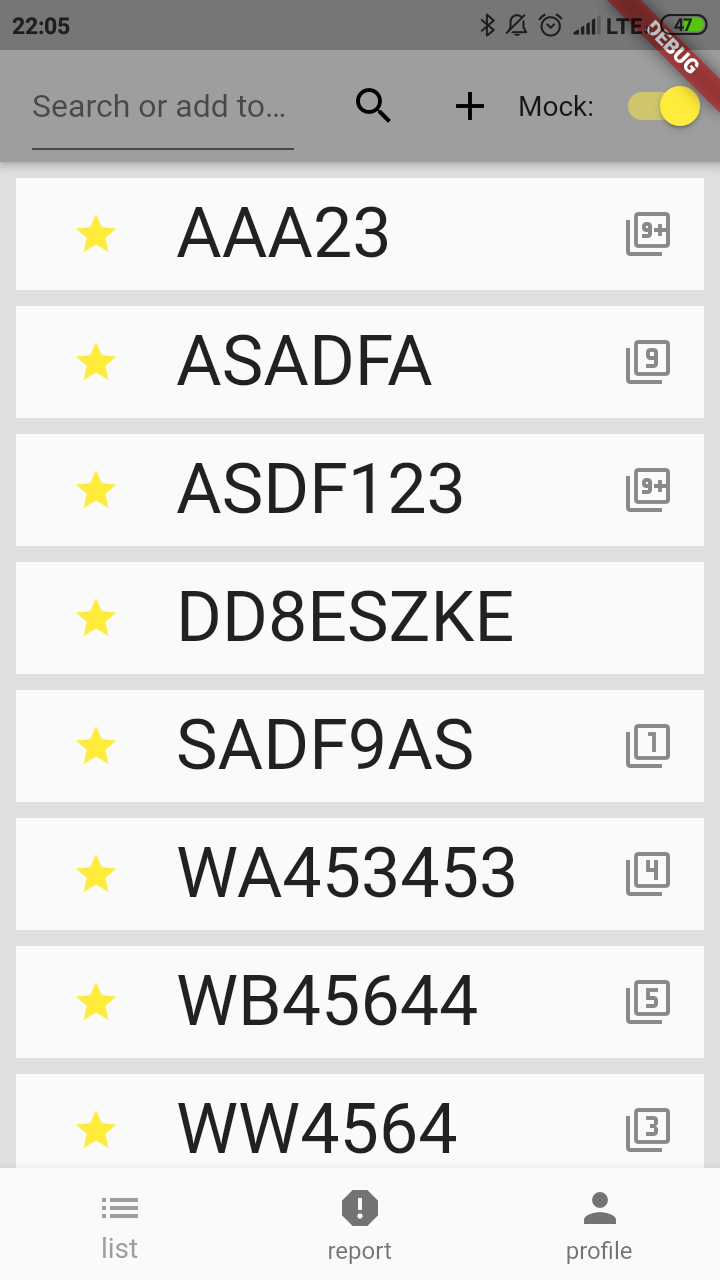 22:05
LTE
47
DEBUG
Search or add to...
Mock:
AAA23
9+
ASADFA
9
ASDF123
9+
DD8ESZKE
SADF9AS
1
WA453453
4
WB45644
5
WW4564
3
list
report
profile